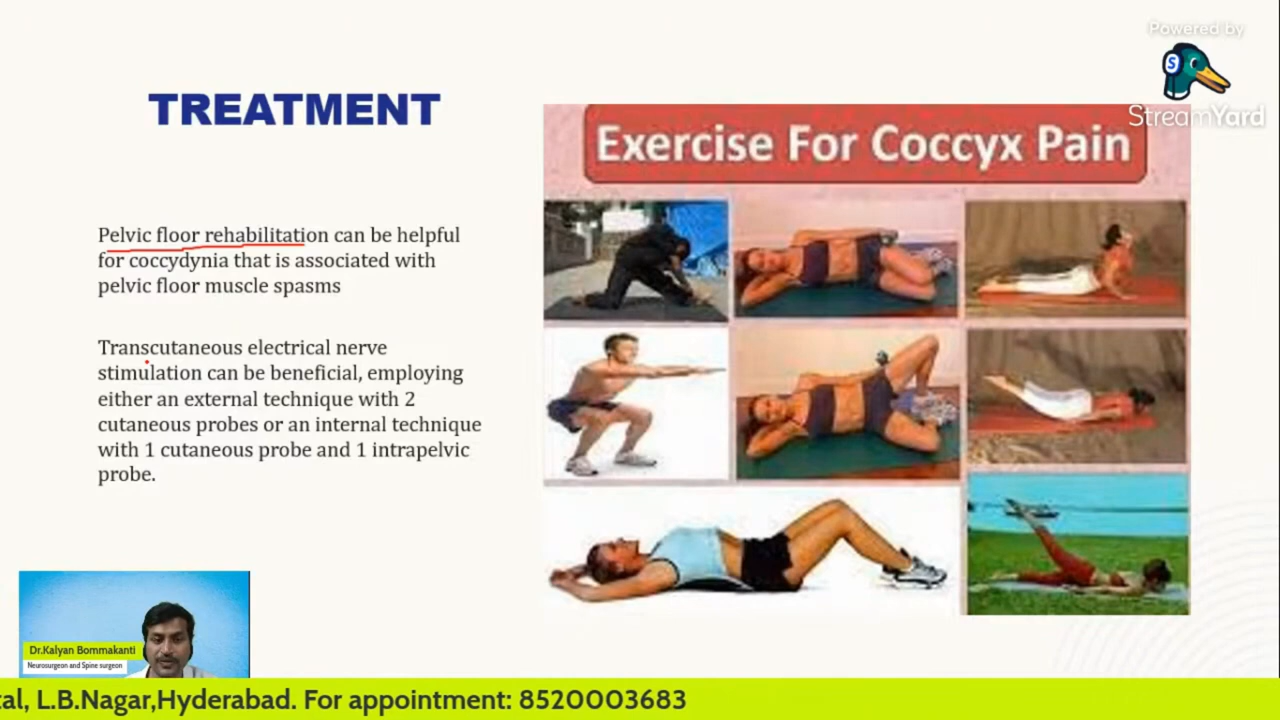 Powered by
S
StreamYard
TREATMENT
Exercise For Coccyx Pain
Pelvic floor rehabilitation can be helpful
for coccydynia that is associated with
pelvic floor muscle spasms
Transcutaneous electrical nerve
stimulation can be beneficial, employing
either an external technique with 2
cutaneous probes or an internal technique
with 1 cutaneous probe and 1 intrapelvic
probe.
Dr.Kalyan Bommakanti
Neurosurgeon and Spine surgeon
L.B.Nagar,Hyderabad. For appointment: 8520003683